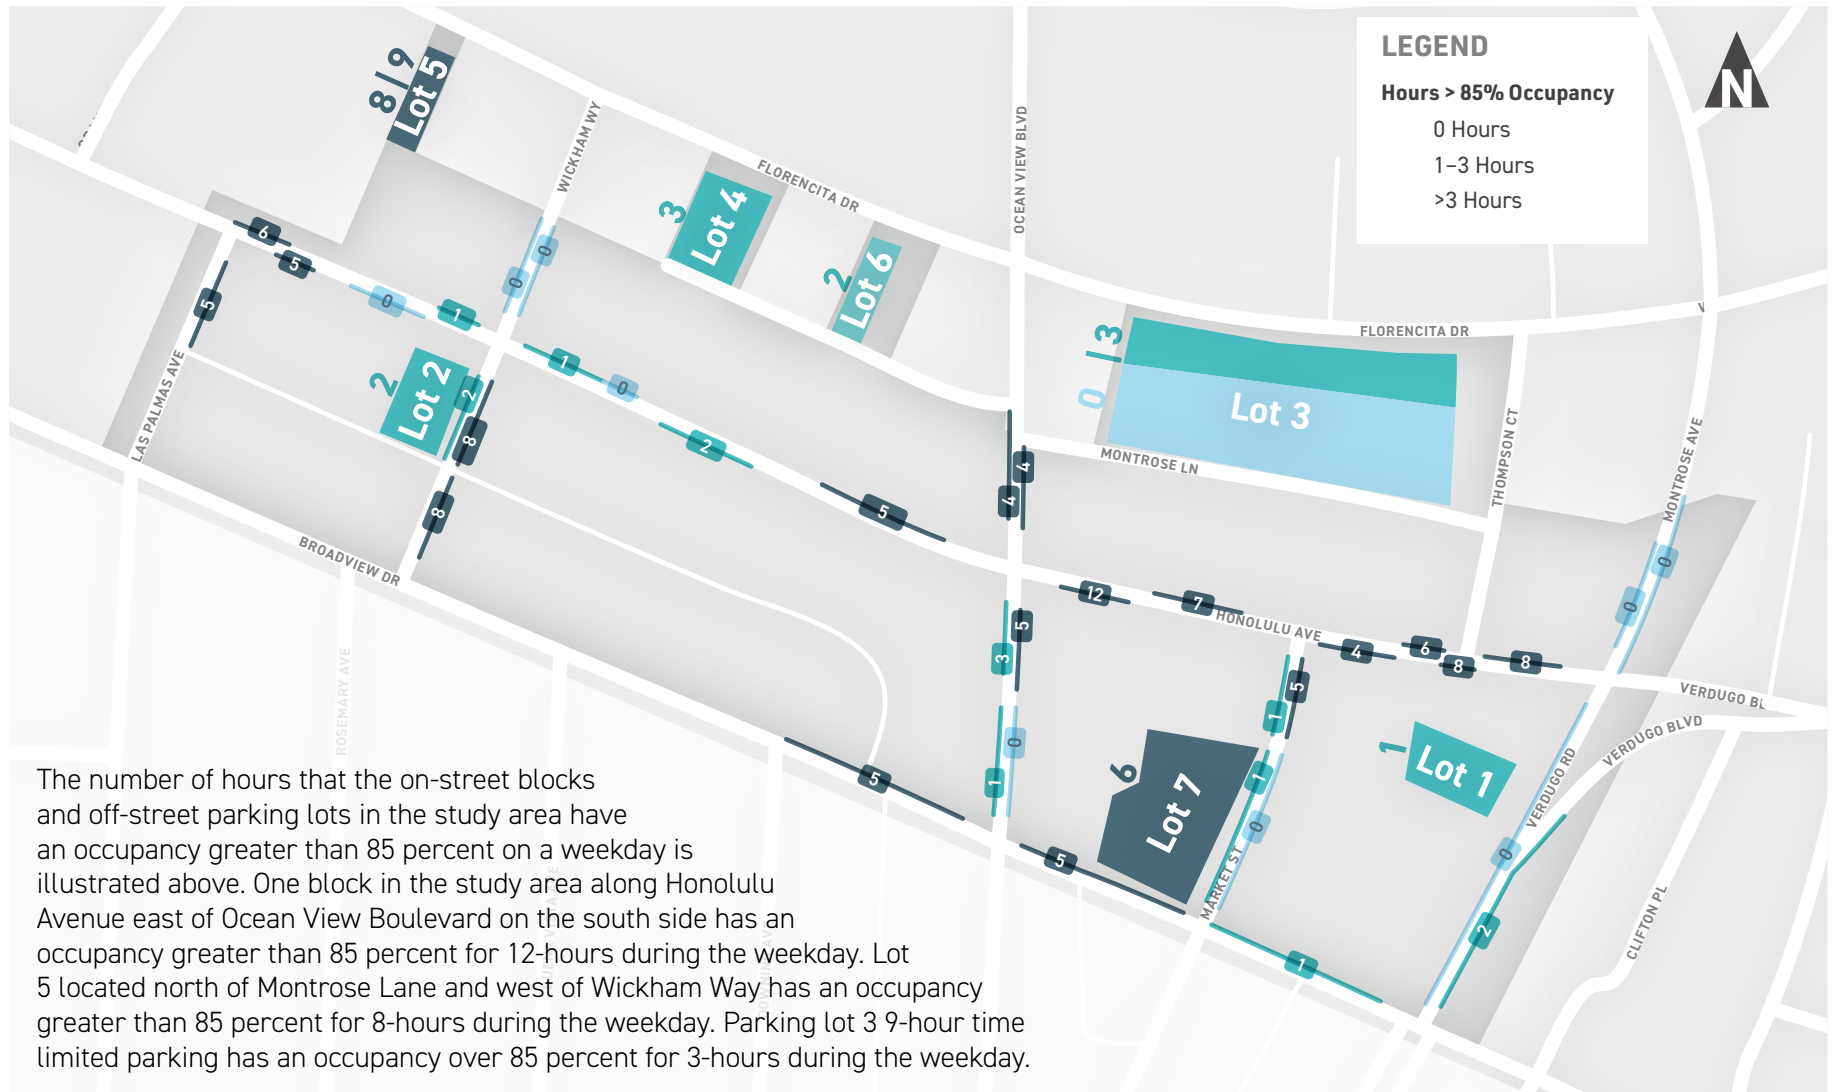 LEGEND
Hours > 85% Occupancy
0 Hours
1–3 Hours
>3 Hours
N
8 | 9
Lot 5
WICKHAM WY
FLORENCITA DR
OCEAN VIEW BLVD
3
Lot 4
2
Lot 6
6
5
5
0
1
0
0
| 3
0
Lot 3
FLORENCITA DR
MONTROSE LN
THOMPSON CT
MONTROSE AVE
LAS PALMAS AVE
2
Lot 2
2
8
8
1
0
2
5
4
4
BROADVIEW DR
12
7
HONOLULU AVE
4
6
8
8
0
0
3
5
1
0
5
5
1
5
1
0
6
Lot 7
MARKET ST
1
Lot 1
VERDUGO RD
VERDUGO BL
VERDUGO BLVD
0
2
1
CLIFTON PL
ROSEMARY AVE
The number of hours that the on-street blocks
and off-street parking lots in the study area have
an occupancy greater than 85 percent on a weekday is
illustrated above. One block in the study area along Honolulu
Avenue east of Ocean View Boulevard on the south side has an
occupancy greater than 85 percent for 12-hours during the weekday. Lot
5 located north of Montrose Lane and west of Wickham Way has an occupancy
greater than 85 percent for 8-hours during the weekday. Parking lot 3 9-hour time
limited parking has an occupancy over 85 percent for 3-hours during the weekday.